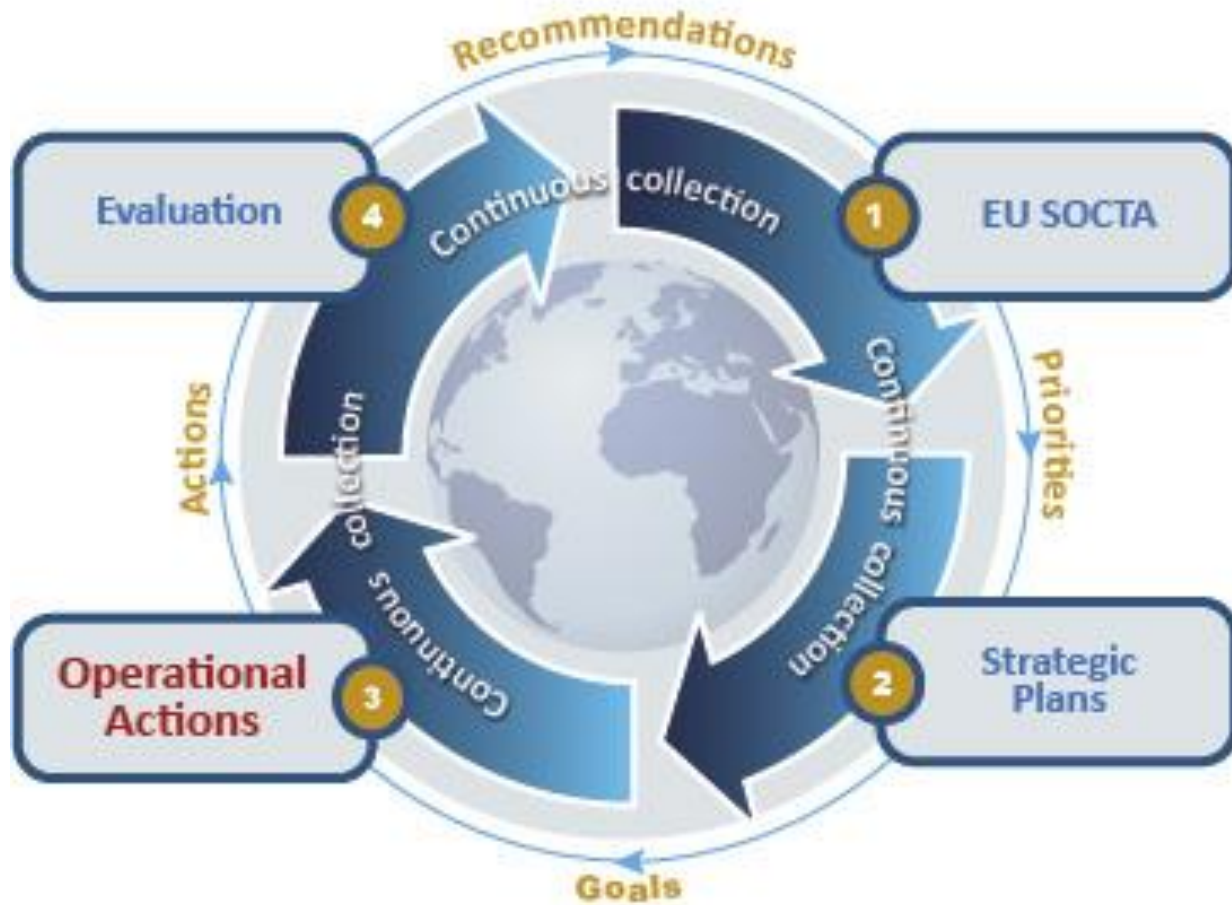 Recommendations
Evaluation
4
Continuous collection
1
EU SOCTA
Priorities
Continuous collection
2
Strategic
Plans
Goals
Operational
Actions
3
Continuous collection
Actions